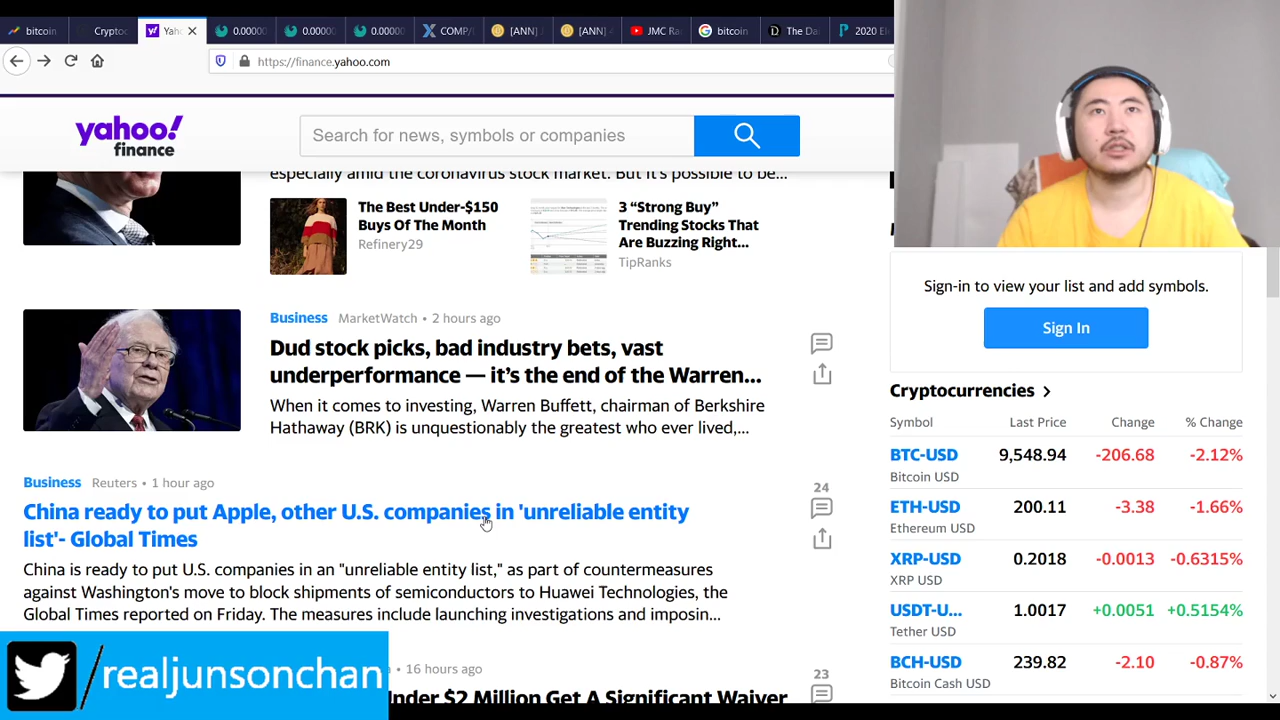 bitcoin
Cryptoc
Yah
0.00000
0.00000
0.00000
COMP/
[ANN]
[ANN]
JMC Ra
bitcoin
The Da
2020 El
https://finance.yahoo.com
yahoo!
finance
Search for news, symbols or companies
especially amid the coronavirus stock market. But it's possible to be...
The Best Under-$150
Buys Of The Month
Refinery29
3 “Strong Buy”
Trending Stocks That
Are Buzzing Right...
TipRanks
Business MarketWatch • 2 hours ago
Dud stock picks, bad industry bets, vast
underperformance — it’s the end of the Warren...
When it comes to investing, Warren Buffett, chairman of Berkshire
Hathaway (BRK) is unquestionably the greatest who ever lived,...
Business Reuters • 1 hour ago
China ready to put Apple, other U.S. companies in 'unreliable entity
list'- Global Times
24
China is ready to put U.S. companies in an "unreliable entity list," as part of countermeasures
against Washington's move to block shipments of semiconductors to Huawei Technologies, the
Global Times reported on Friday. The measures include launching investigations and imposin...
• 16 hours ago
23
nder $2 Million Get A Significant Waiver
/realjunsonchan
Sign-in to view your list and add symbols.
Sign In
Cryptocurrencies
Symbol Last Price Change % Change
BTC-USD 9,548.94 -206.68 -2.12%
Bitcoin USD
ETH-USD 200.11 -3.38 -1.66%
Ethereum USD
XRP-USD 0.2018 -0.0013 -0.6315%
XRP USD
USDT-U... 1.0017 +0.0051 +0.5154%
Tether USD
BCH-USD 239.82 -2.10 -0.87%
Bitcoin Cash USD